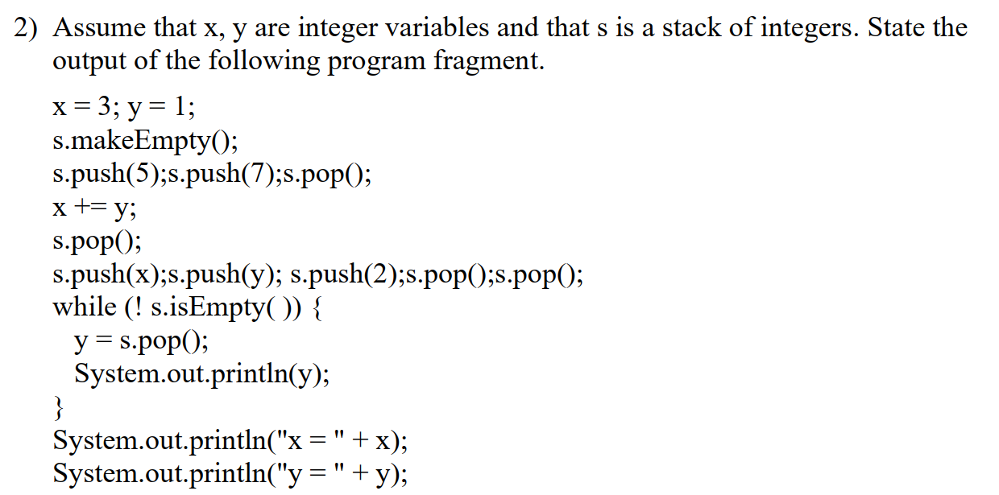 2) Assume that x, y are integer variables and that s is a stack of integers. State the
output of the following program fragment.
x = 3; y = 1;
s.makeEmpty();
s.push(5);s.push(7);s.pop();
x += y;
s.pop();
s.push(x);s.push(y); s.push(2);s.pop();s.pop();
while (! s.isEmpty( )) {
y = s.pop();
System.out.println(y);
}
System.out.println("x = " + x);
System.out.println("y = " + y);